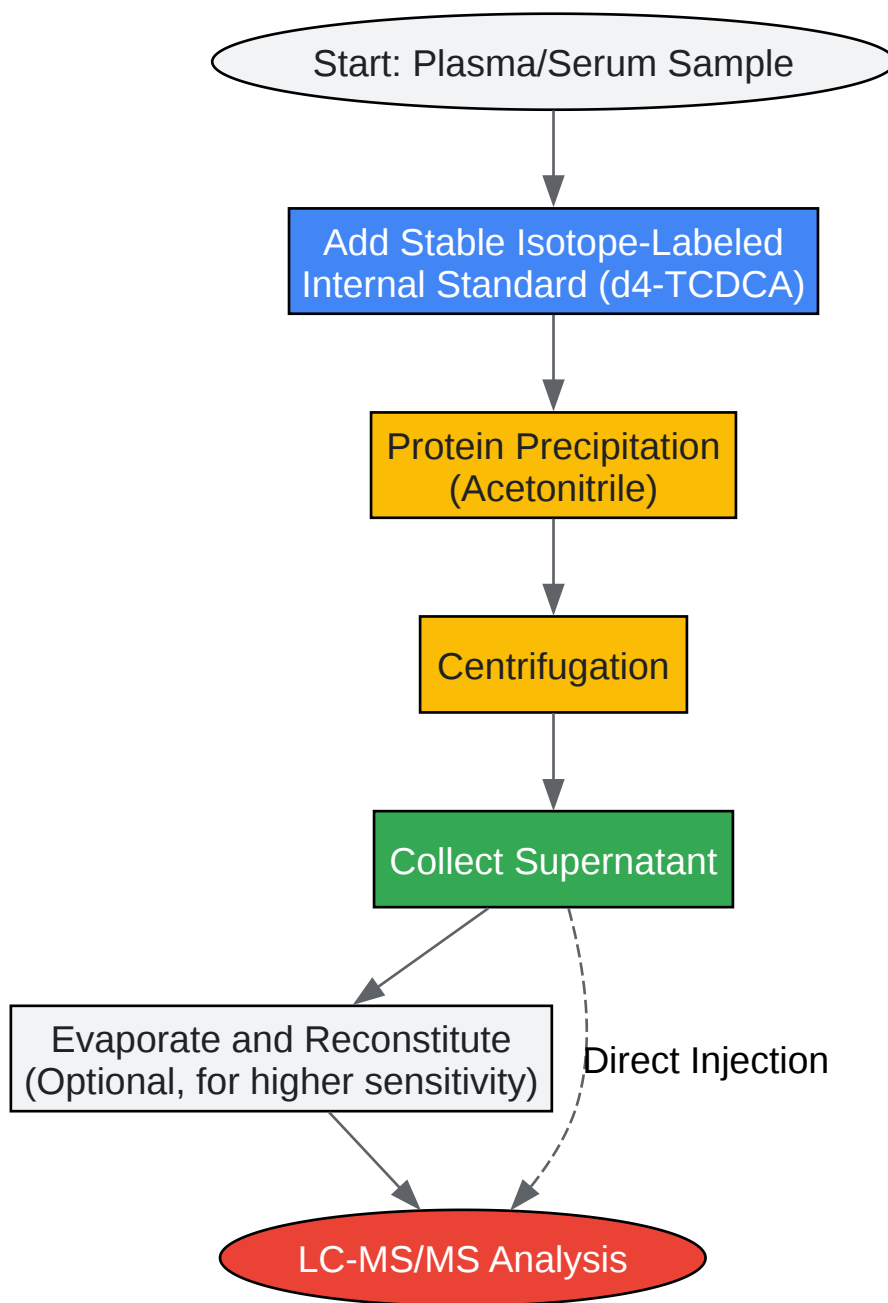 Start: Plasma/Serum Sample
Add Stable Isotope-Labeled
Internal Standard (d4-TCDCA)
Protein Precipitation
(Acetonitrile)
Centrifugation
Collect Supernatant
Evaporate and Reconstitute
(Optional, for higher sensitivity)
Direct Injection
LC-MS/MS Analysis